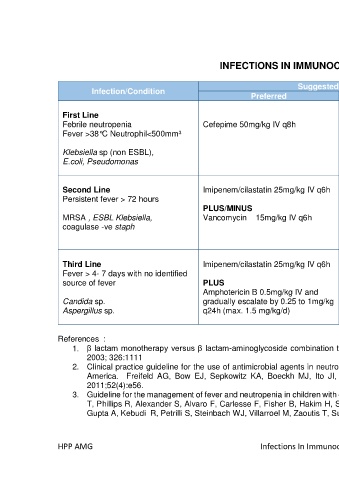 INFECTIONS IN IMMUNOC
Infection/Condition
Suggested
Preferred
First Line
Febrile neutropenia
Fever >38°C Neutrophil<500mm³
Klebsiella sp (non ESBL),
E.coli, Pseudomonas
Cefepime 50mg/kg IV q8h
Second Line
Persistent fever > 72 hours
MRSA , ESBL Klebsiella,
coagulase -ve staph
Imipenem/cilastatin 25mg/kg IV q6h
PLUS/MINUS
Vancomycin 15mg/kg IV q6h
Third Line
Fever > 4- 7 days with no identified
source of fever
Candida sp.
Aspergillus sp.
Imipenem/cilastatin 25mg/kg IV q6h
PLUS
Amphotericin B 0.5mg/kg IV and
gradually escalate by 0.25 to 1mg/kg
q24h (max. 1.5 mg/kg/d)
References :
1. β lactam monotherapy versus β lactam-aminoglycoside combination t
2003; 326:1111
2. Clinical practice guideline for the use of antimicrobial agents in neutro
America. Freifeld AG, Bow EJ, Sepkowitz KA, Boeckh MJ, Ito JI,
2011;52(4):e56.
3. Guideline for the management of fever and neutropenia in children with
T, Phillips R, Alexander S, Alvaro F, Carlesse F, Fisher B, Hakim H, S
Gupta A, Kebudi R, Petrilli S, Steinbach WJ, Villarroel M, Zaoutis T, Su
HPP AMG
Infections In Immunoc